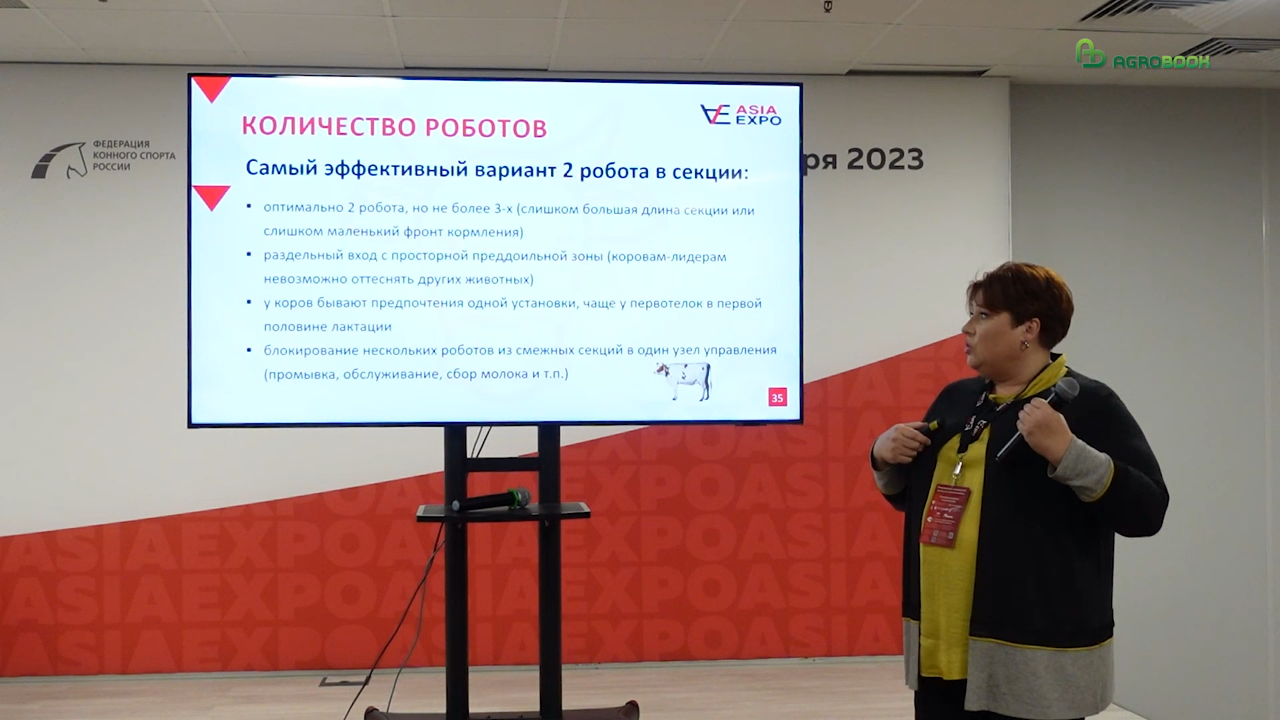 AGROBOOK
ФЕДЕРАЦИЯ
КОННОГО СПОРТА
РОССИИ
ря 2023
ASIA
EXPO
КОЛИЧЕСТВО РОБОТОВ
Самый эффективный вариант 2 робота в секции:
▪ оптимально 2 робота, но не более 3-х (слишком большая длина секции или
слишком маленький фронт кормления)
▪ раздельный вход с просторной преддоильной зоны (коровам-лидерам
невозможно оттеснять других животных)
▪ у коров бывают предпочтения одной установки, чаще у первотелок в первой
половине лактации
▪ блокирование нескольких роботов из смежных секций в один узел управления
(промывка, обслуживание, сбор молока и т.п.)
35
ASIAEXPOASIAEXPOASIA
ASIAEXPOASIAEXPOASIA
ASIAEXPOASIAEXPOASIA